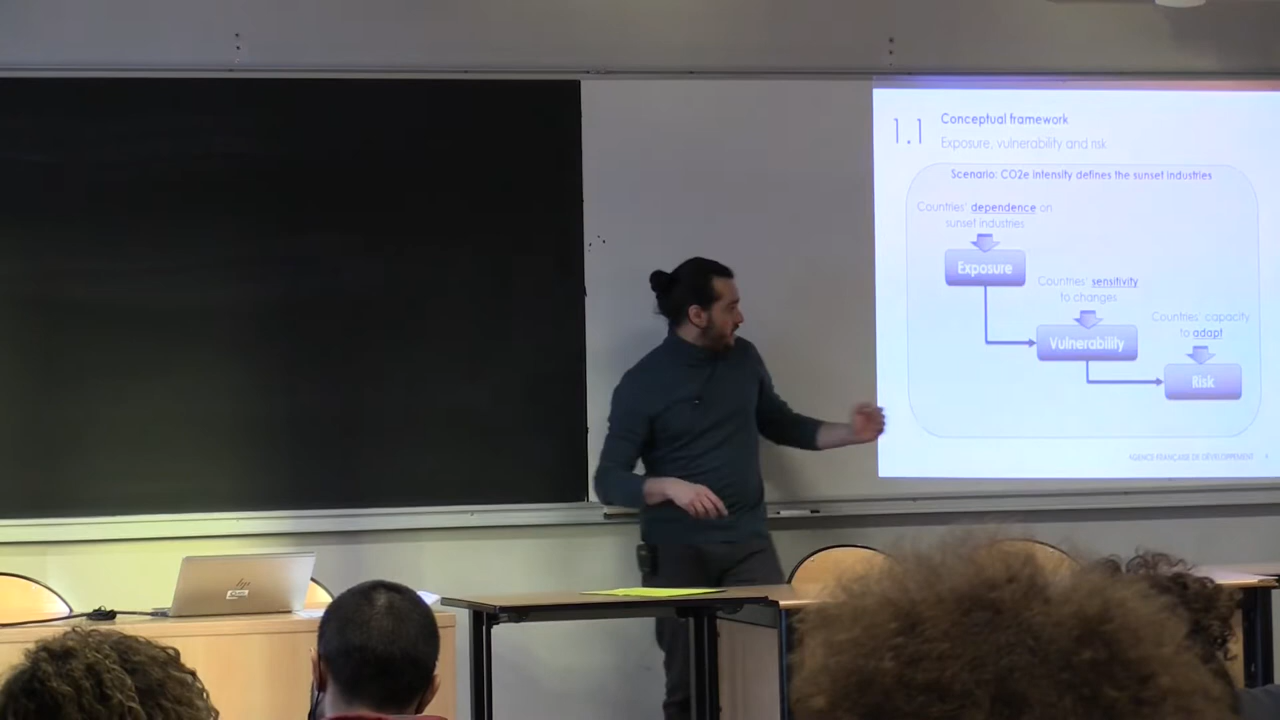 1.1
Conceptual framework
Exposure, vulnerability and risk
Scenario: CO2e intensity defines the sunset industries
Countries' dependence on
sunset industries
Exposure
Countries' sensitivity
to changes
Vulnerability
Countries' capacity
to adapt
Risk
AGENCE FRANÇAISE DE DÉVELOPPEMENT
hp